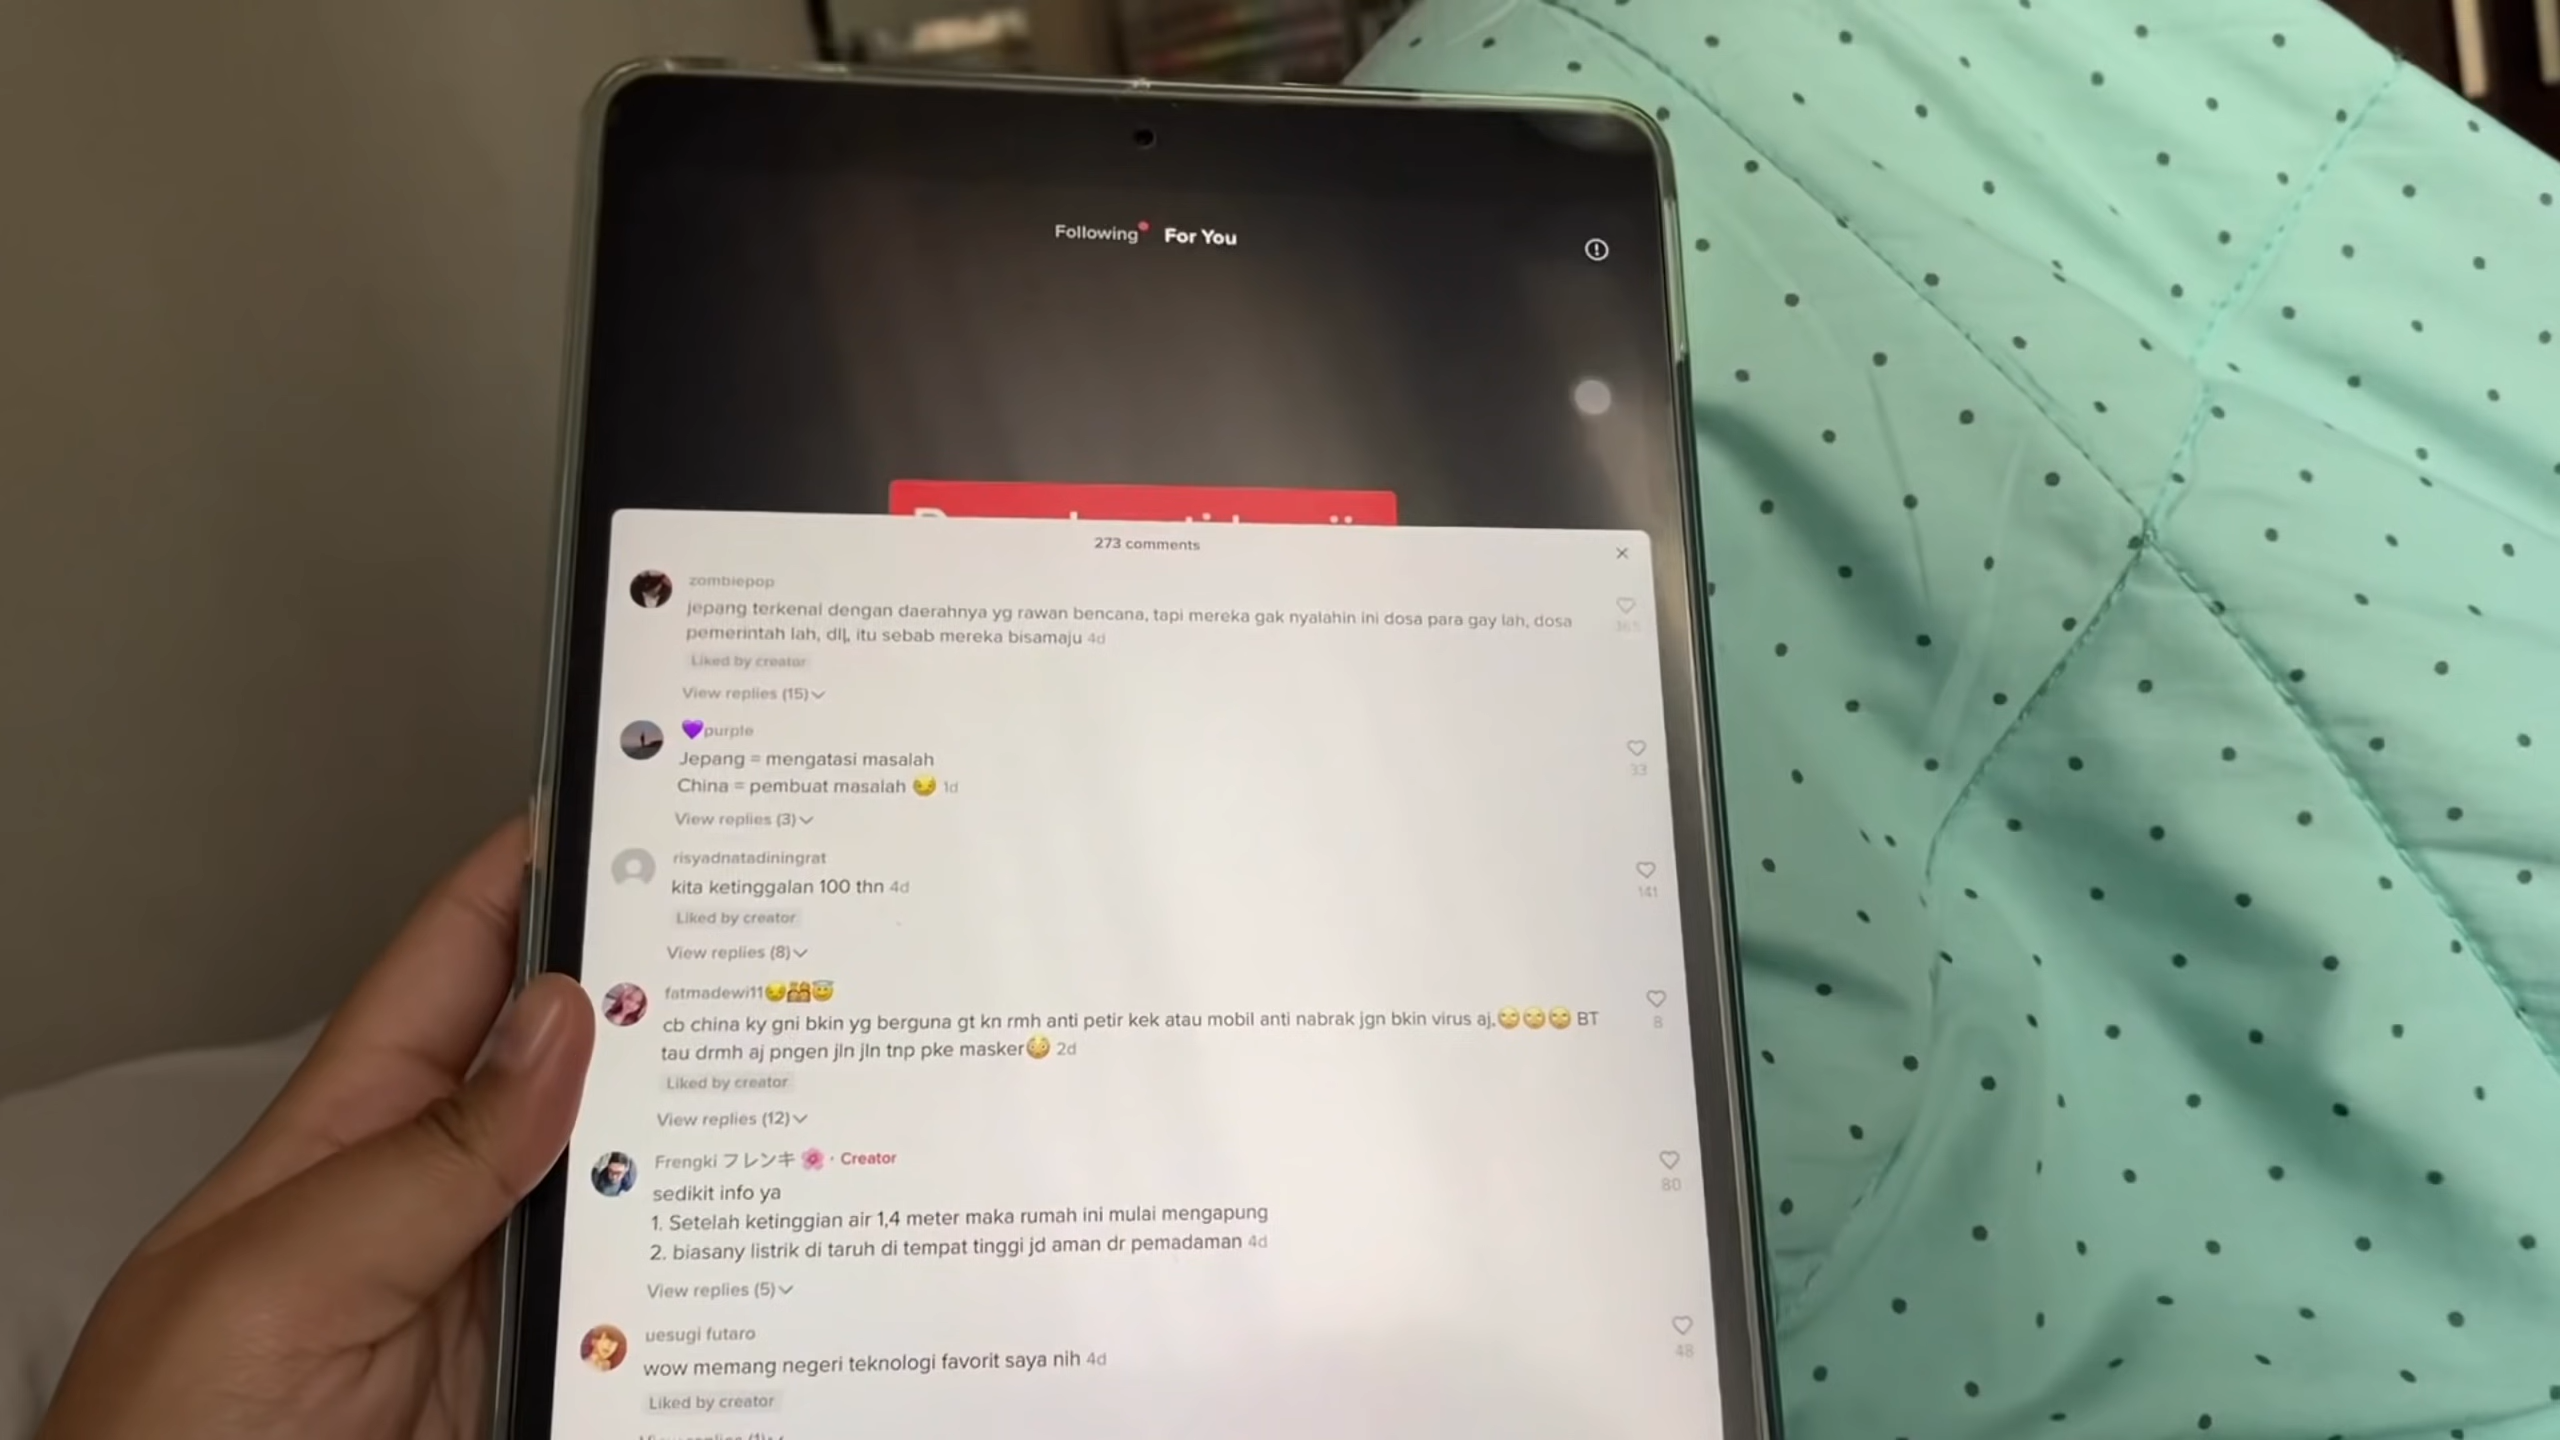 Following For You
273 comments
zombiepop
jepang terkenal dengan daerahnya yg rawan bencana, tapi mereka gak nyalahin ini dosa para gay lah, dosa
pemerintah lah, dll, itu sebab mereka bisamaju 4d
Liked by creator
View replies (15)
💜purple
Jepang = mengatasi masalah
33
China = pembuat masalah 😏 1d
View replies (3)
risyadnatadiningrat
kita ketinggalan 100 thn 4d
141
Liked by creator
View replies (8)
fatmadewi11
cb china ky gni bkin yg berguna gt kn rmh anti petir kek atau mobil anti nabrak jgn bkin virus aj,🙄🙄🙄 BT
8
tau drmh aj pngen jln jln tnp pke masker😳 2d
Liked by creator
View replies (12)
Frengki フレンキ🌸 · Creator
80
sedikit info ya
1. Setelah ketinggian air 1,4 meter maka rumah ini mulai mengapung
2. biasany listrik di taruh di tempat tinggi jd aman dr pemadaman 4d
View replies (5)
uesugi futaro
48
wow memang negeri teknologi favorit saya nih 4d
Liked by creator